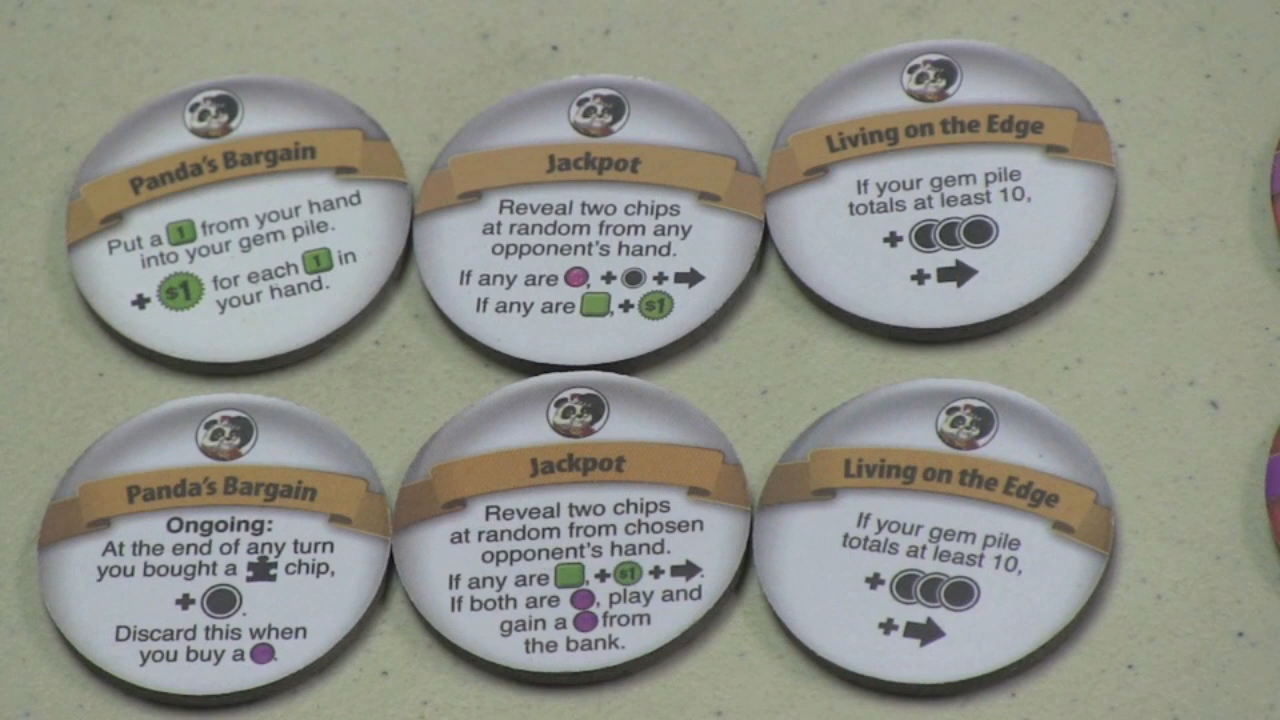 Panda's Bargain
Put a 1 from your hand
into your gem pile.
+ $1 for each 1 in
your hand.
Jackpot
Reveal two chips
at random from any
opponent's hand.
If any are , + +
If any are , + $1
Living on the Edge
If your gem pile
totals at least 10,
+
+
Panda's Bargain
Ongoing:
At the end of any turn
you bought a chip,
+ .
Discard this when
you buy a .
Jackpot
Reveal two chips
at random from chosen
opponent's hand.
If any are , + $1 + .
If both are , play and
gain a from
the bank.
Living on the Edge
If your gem pile
totals at least 10,
+
+